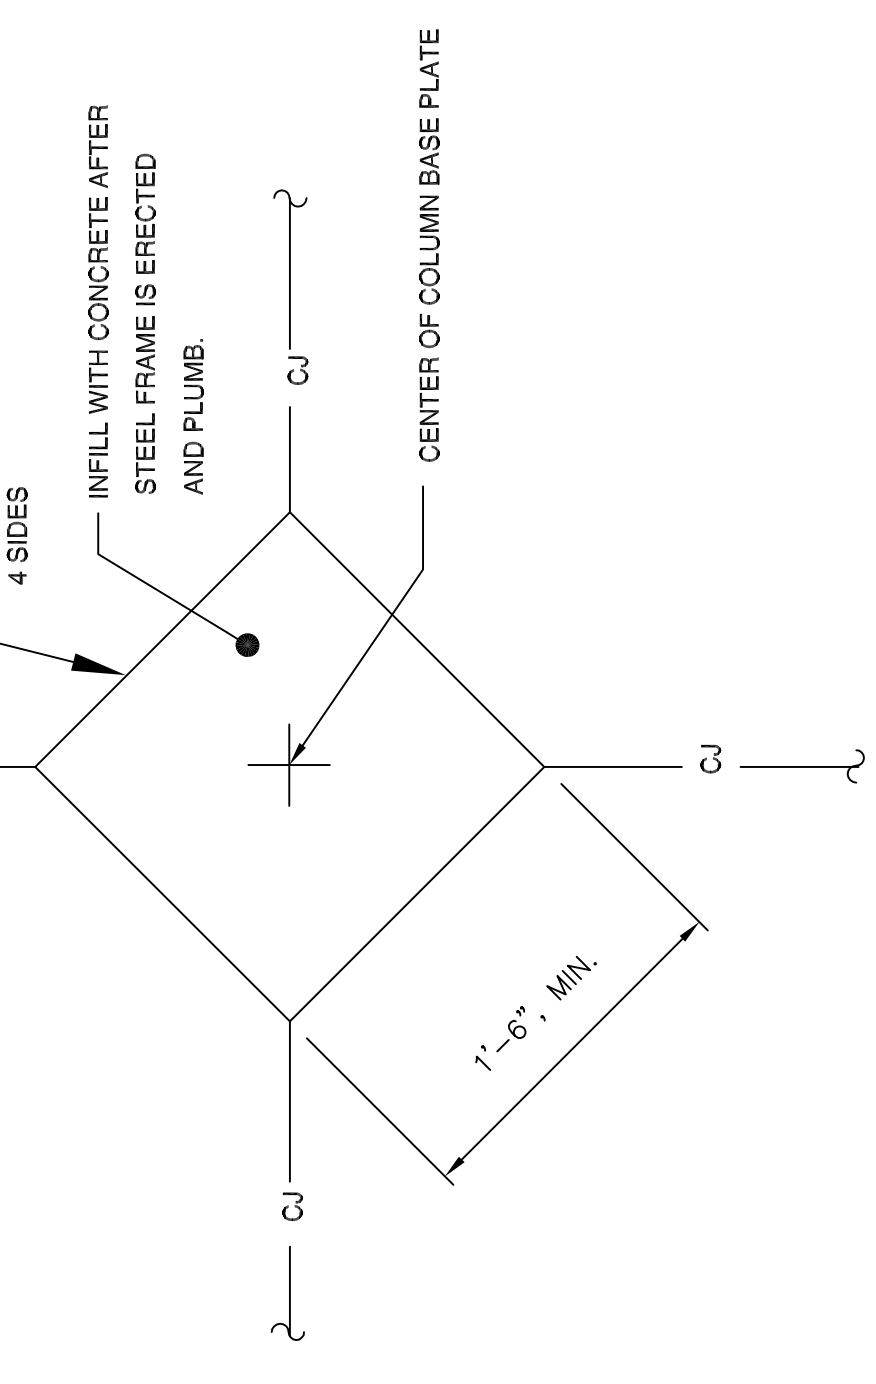 4 SIDES
INFILL WITH CONCRETE AFTER
STEEL FRAME IS ERECTED
AND PLUMB.
CJ
CENTER OF COLUMN BASE PLATE
CJ
1'-6", MIN.
CJ